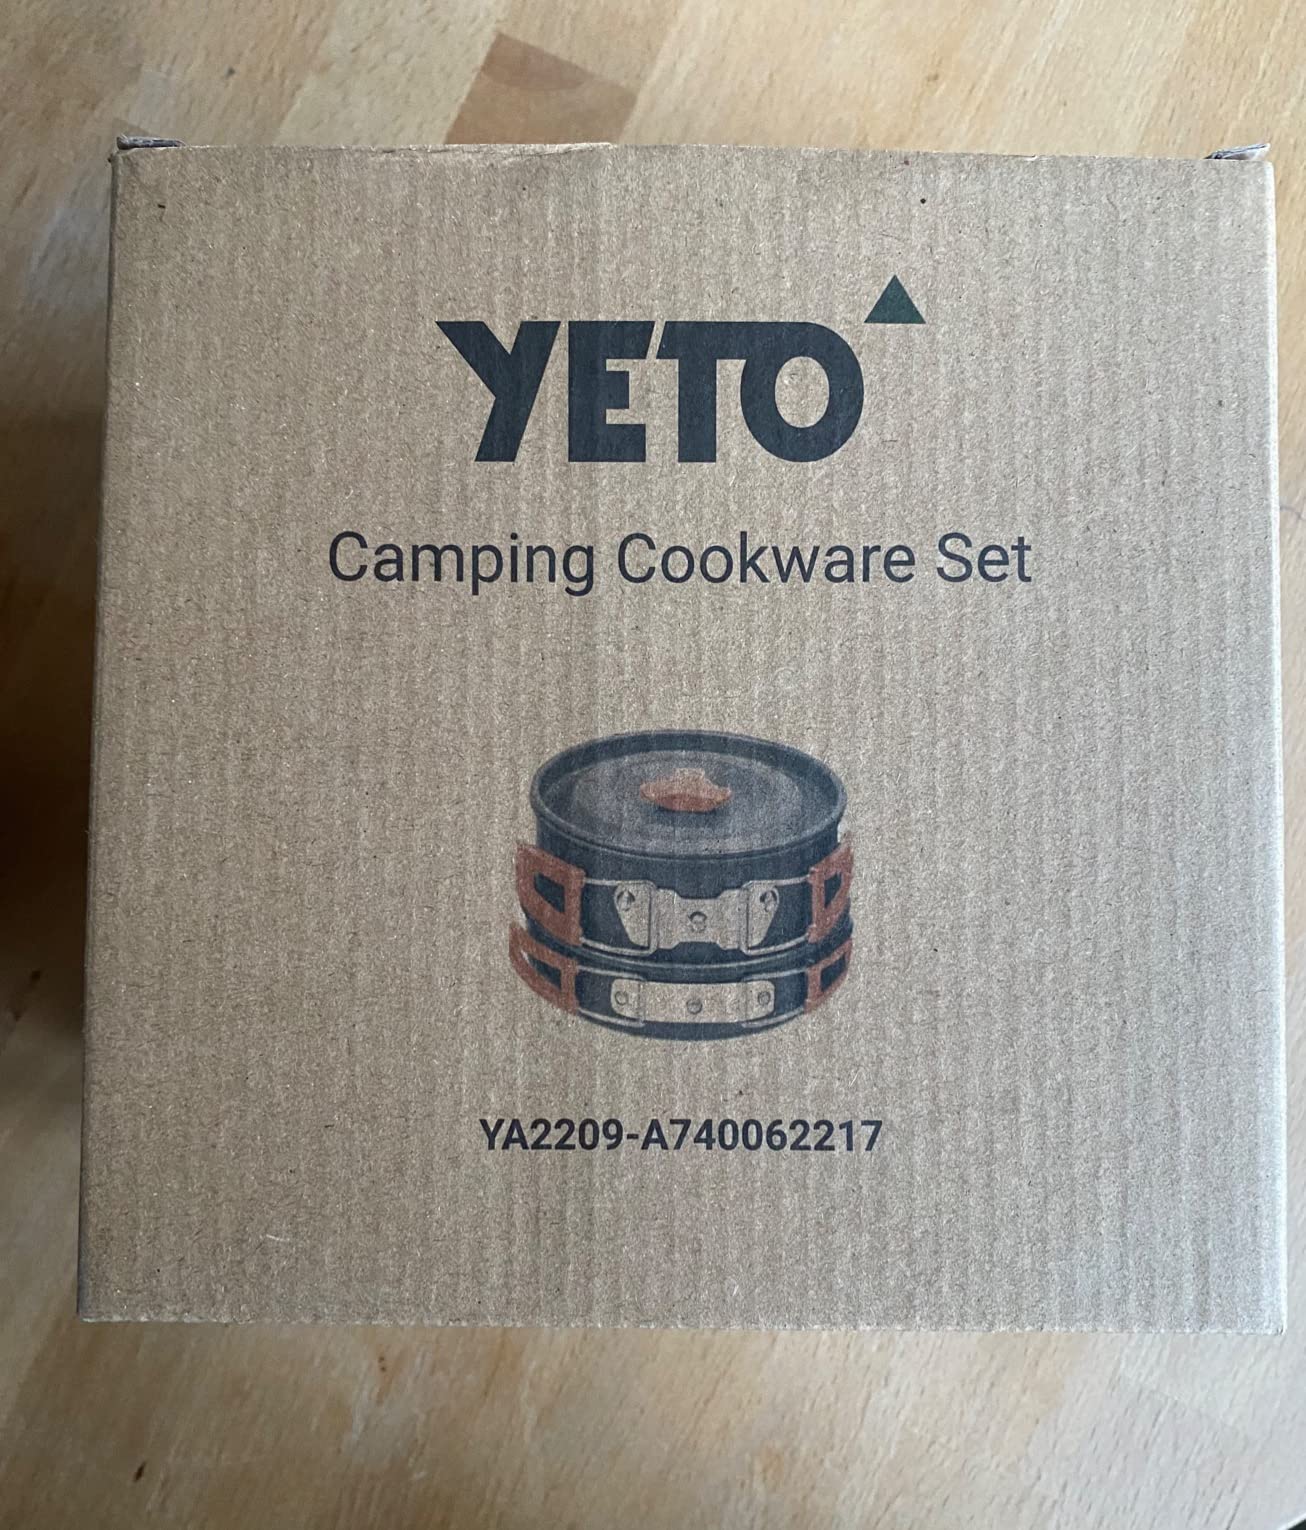 YETO
Camping Cookware Set
YA2209-A740062217